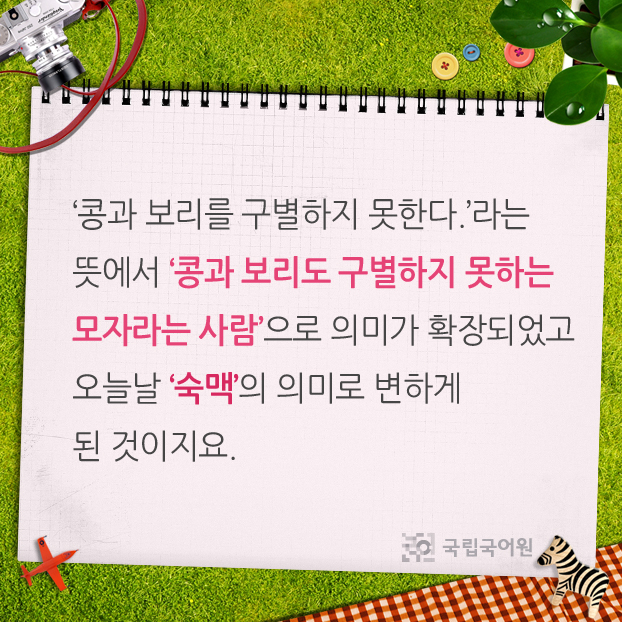 ‘콩과 보리를 구별하지 못한다.’라는
뜻에서 ‘콩과 보리도 구별하지 못하는
모자라는 사람’으로 의미가 확장되었고
오늘날 ‘숙맥’의 의미로 변하게
된 것이지요.
국립국어원